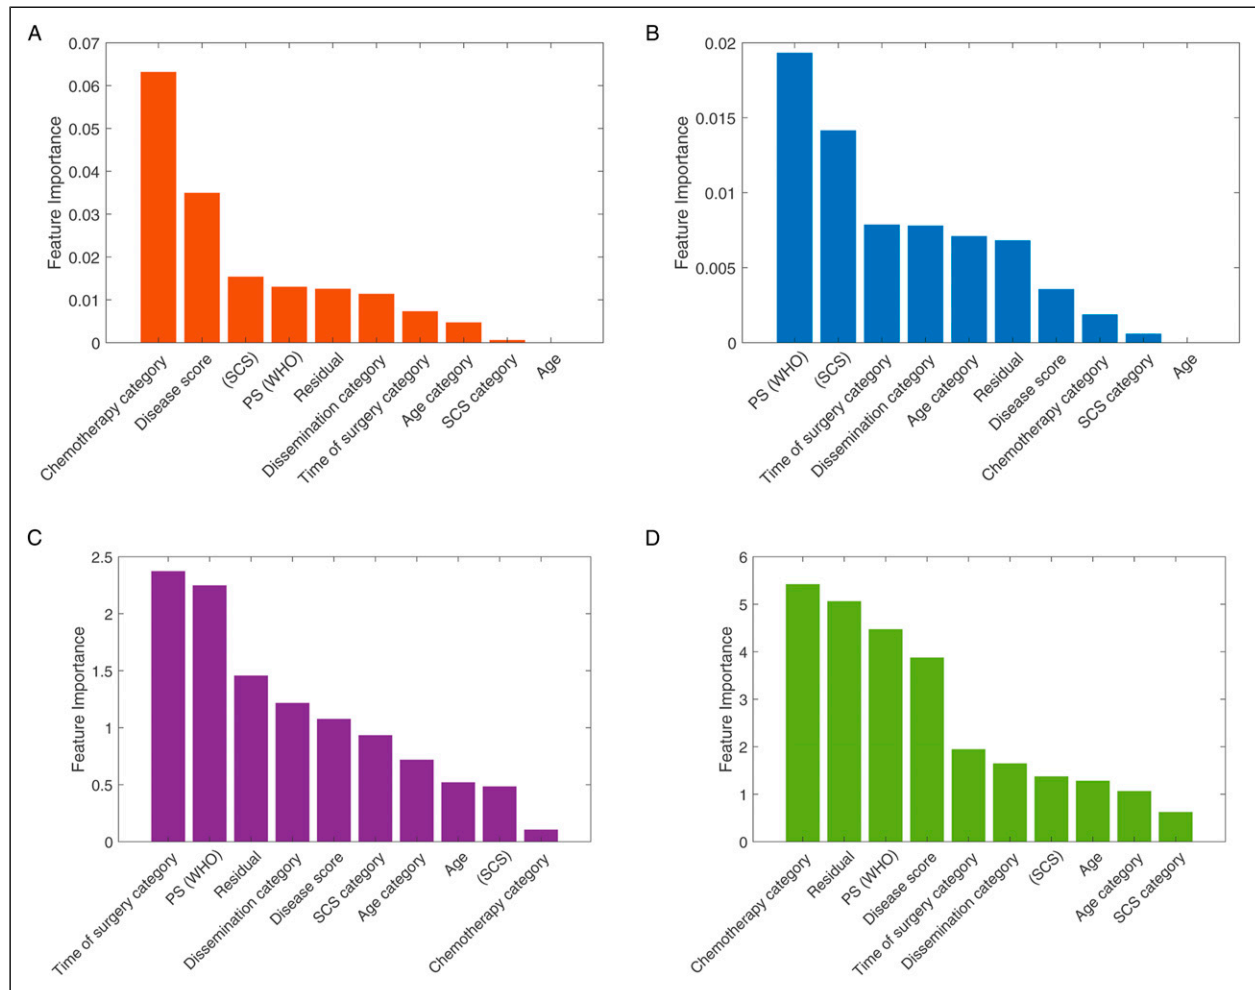 A
Feature Importance
0.07
0.06
0.05
0.04
0.03
0.02
0.01
0
Chemotherapy category
Disease score
(SCS)
PS (WHO)
Residual
Dissemination category
Time of surgery category
Age category
SCS category
Age
B
Feature Importance
0.02
0.015
0.01
0.005
0
PS (WHO)
(SCS)
Time of surgery category
Dissemination category
Age category
Residual
Disease score
Chemotherapy category
SCS category
Age
C
Feature Importance
2.5
2
1.5
1
0.5
0
Time of surgery category
PS (WHO)
Residual
Dissemination category
Disease score
SCS category
Age category
Age
(SCS)
Chemotherapy category
D
Feature Importance
6
5
4
3
2
1
0
Chemotherapy category
Residual
PS (WHO)
Disease score
Time of surgery category
Dissemination category
(SCS)
Age
Age category
SCS category